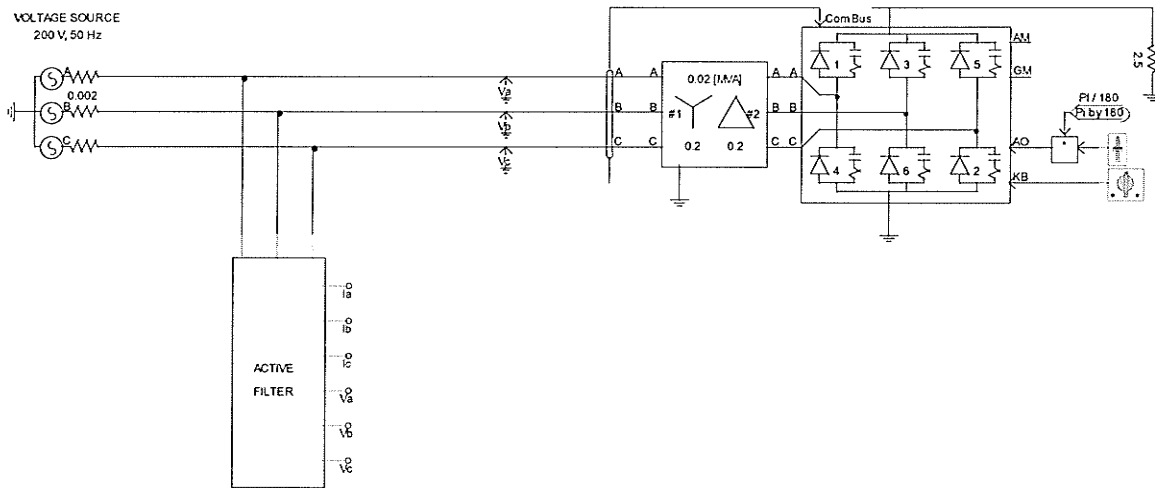 VOLTAGE SOURCE
200 V, 50 Hz
A
0.002
B
C
Va
Vb
Vc
A
B
C
A
B
C
0.02 [MVA]
#1
#2
0.2
0.2
A
B
C
A
B
C
ComBus
1
3
5
4
6
2
AM
GM
AO
KB
PI / 180
Pi by 180
*
2.5
ACTIVE
FILTER
Ia
Ib
Ic
Va
Vb
Vc